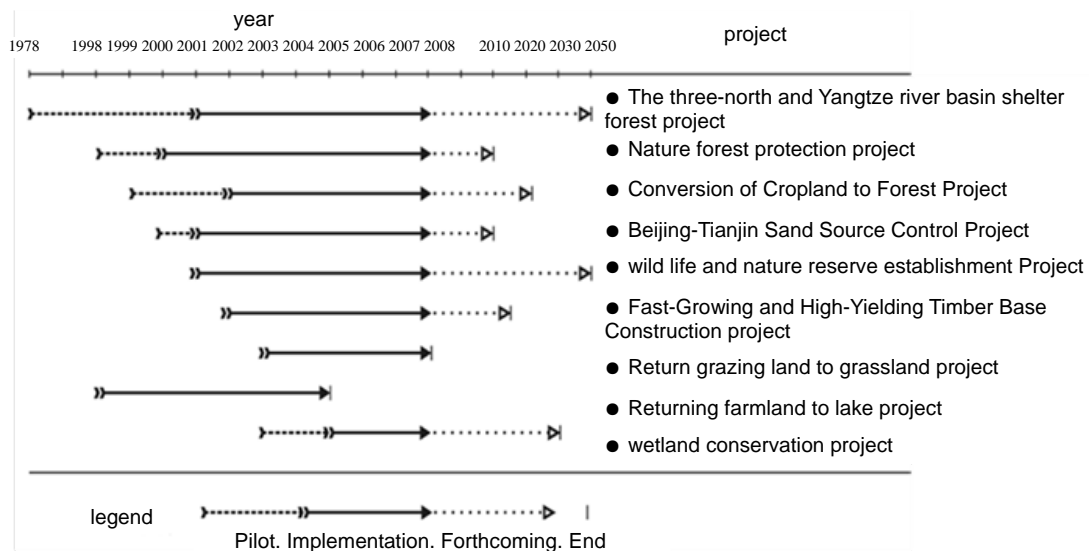 year
project
1978 1998 1999 2000 2001 2002 2003 2004 2005 2006 2007 2008 2010 2020 2030 2050
● The three-north and Yangtze river basin shelter
forest project
● Nature forest protection project
● Conversion of Cropland to Forest Project
● Beijing-Tianjin Sand Source Control Project
● wild life and nature reserve establishment Project
● Fast-Growing and High-Yielding Timber Base
Construction project
● Return grazing land to grassland project
● Returning farmland to lake project
● wetland conservation project
legend
Pilot. Implementation. Forthcoming. End